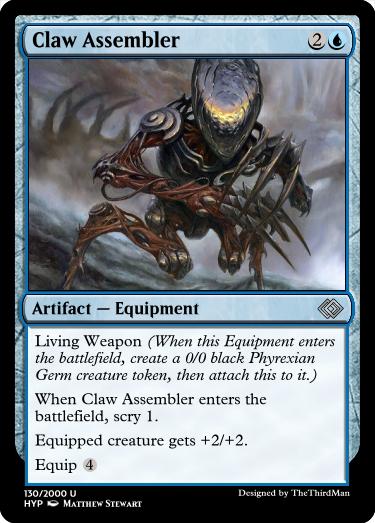 Claw Assembler 2
Artifact — Equipment
Living Weapon (When this Equipment enters
the battlefield, create a 0/0 black Phyrexian
Germ creature token, then attach this to it.)
When Claw Assembler enters the
battlefield, scry 1.
Equipped creature gets +2/+2.
Equip 4
130/2000 U
HYP Matthew Stewart
Designed by TheThirdMan